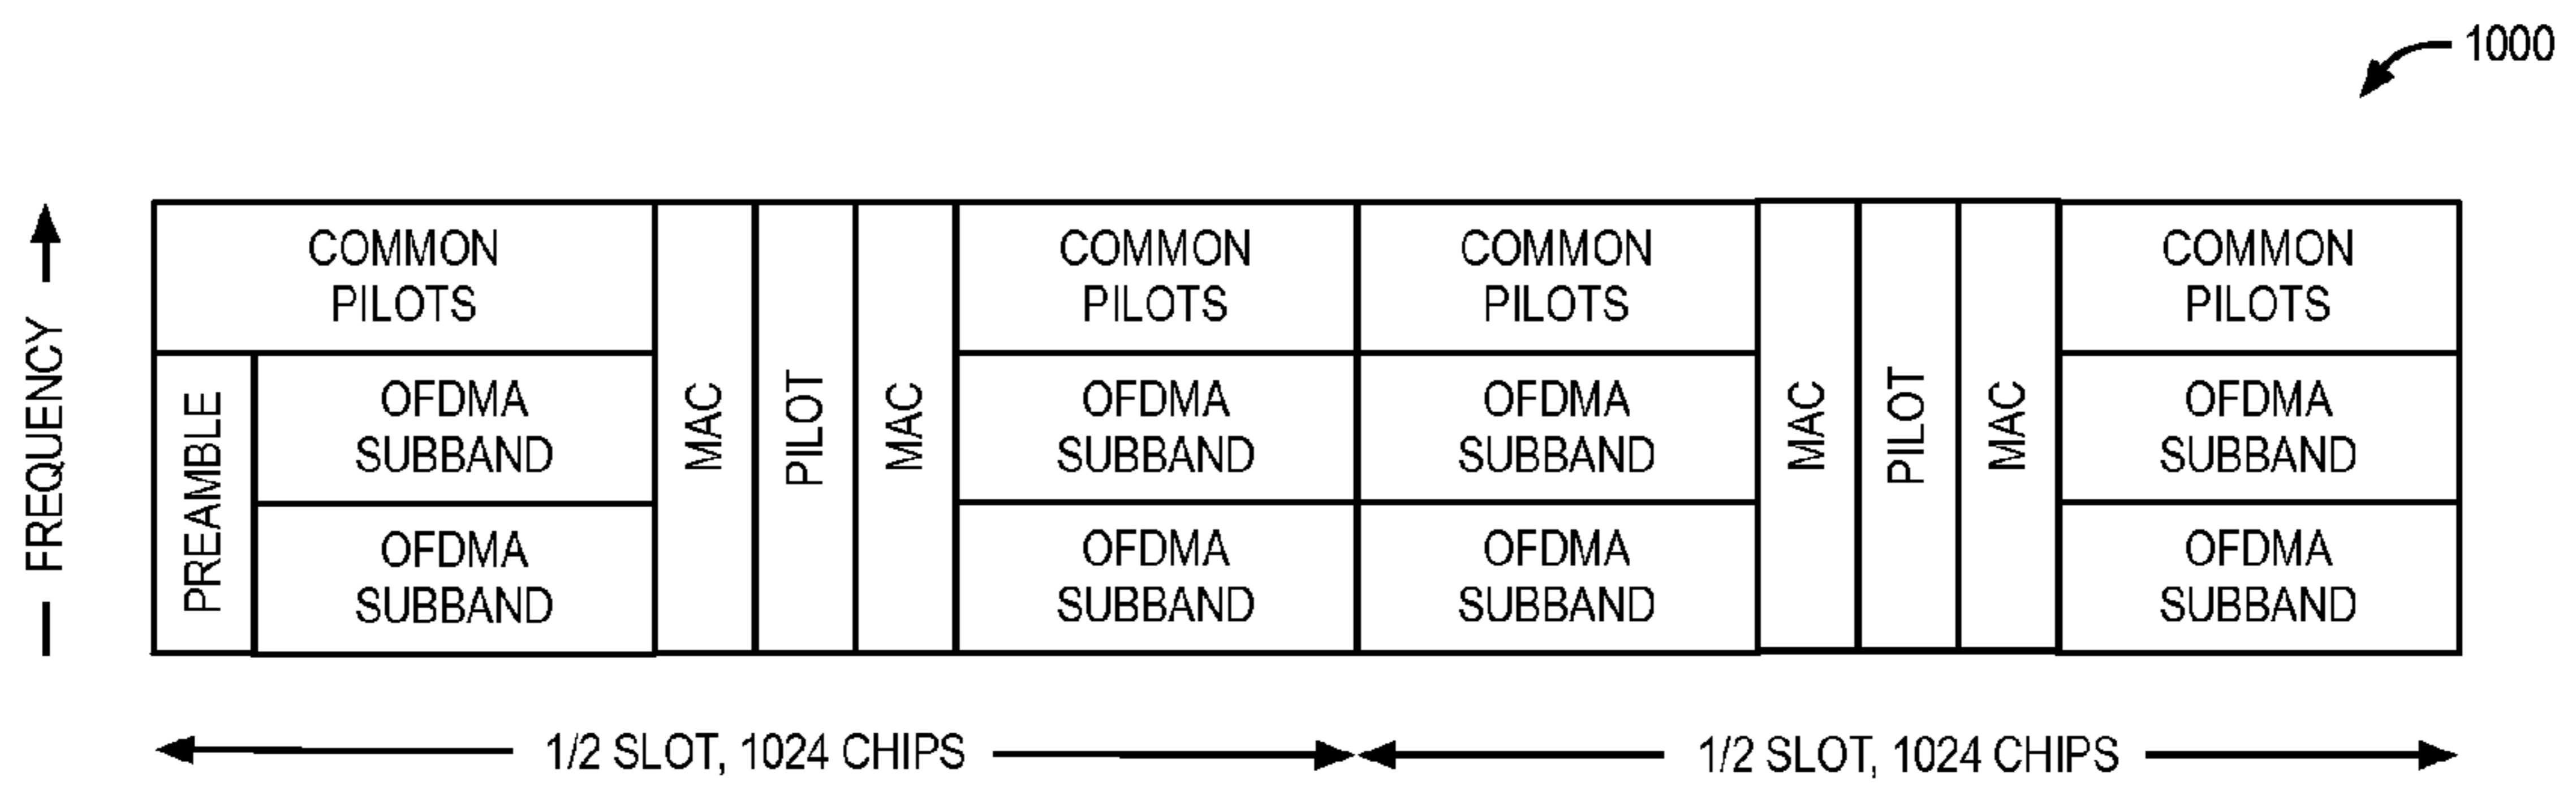 1000
FREQUENCY
COMMON
PILOTS
PREAMBLE
OFDMA
SUBBAND
OFDMA
SUBBAND
MAC
PILOT
MAC
COMMON
PILOTS
OFDMA
SUBBAND
OFDMA
SUBBAND
COMMON
PILOTS
OFDMA
SUBBAND
OFDMA
SUBBAND
MAC
PILOT
MAC
COMMON
PILOTS
OFDMA
SUBBAND
OFDMA
SUBBAND
1/2 SLOT, 1024 CHIPS
1/2 SLOT, 1024 CHIPS